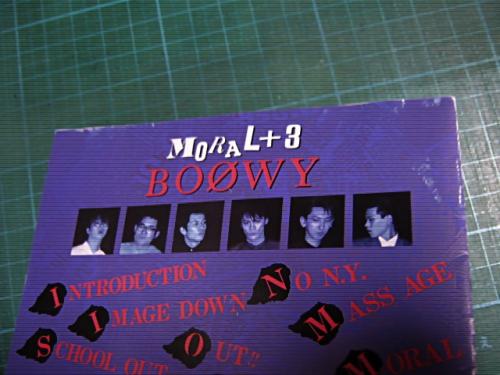 MORAL+3
BOØWY
INTRODUCTION
NO N.Y.
IMAGE DOWN
MASS AGE
SCHOOL OUT
OUT!!
MORAL